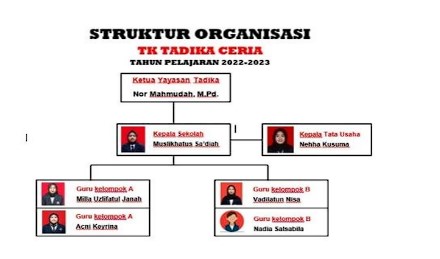 STRUKTUR ORGANISASI
TK TADIKA CERIA
TAHUN PELAJARAN 2022-2023
Ketua Yayasan Tadika
Nor Mahmudah, M.Pd.
Kepala Sekolah
Muslikhatus Sa'diah
Kepala Tata Usaha
Nehha Kusuma
Guru kelompok A
Milla Uzlifatul Janah
Guru kelompok A
Acni Keyrina
Guru kelompok B
Vadilatun Nisa
Guru kelompok B
Nadia Salsabila